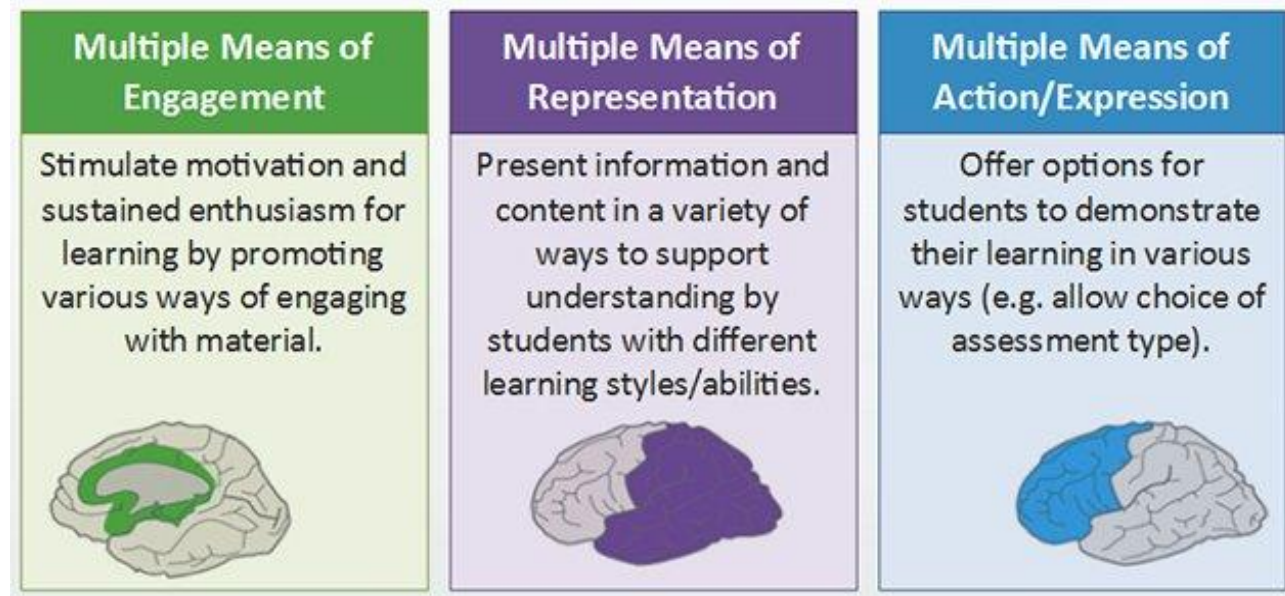 Multiple Means of
Engagement
Stimulate motivation and
sustained enthusiasm for
learning by promoting
various ways of engaging
with material.
Multiple Means of
Representation
Present information and
content in a variety of
ways to support
understanding by
students with different
learning styles/abilities.
Multiple Means of
Action/Expression
Offer options for
students to demonstrate
their learning in various
ways (e.g. allow choice of
assessment type).